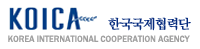 KOICA 한국국제협력단
KOREA INTERNATIONAL COOPERATION AGENCY